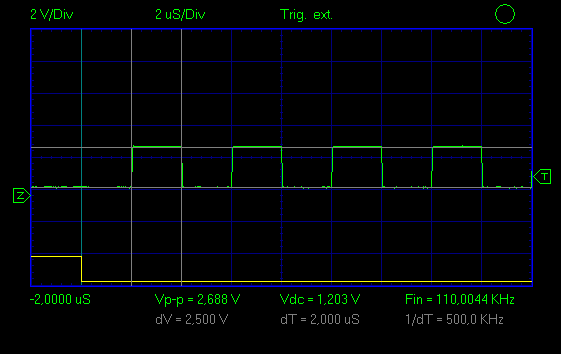 2 V/Div 2 uS/Div Trig. ext.
Z T
-2,0000 uS Vp-p = 2,688 V Vdc = 1,203 V Fin = 110,0044 KHz
dV = 2,500 V dT = 2,000 uS 1/dT = 500,0 KHz